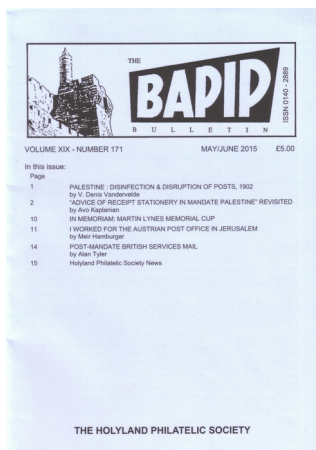 THE
BAPIP
BULLETIN
ISSN 0140 - 2889
VOLUME XIX - NUMBER 171 MAY/JUNE 2015 £5.00
In this issue:
Page
1 PALESTINE : DISINFECTION & DISRUPTION OF POSTS, 1902
by V. Denis Vandervelde
2 "ADVICE OF RECEIPT STATIONERY IN MANDATE PALESTINE" REVISITED
by Avo Kaplanian
10 IN MEMORIAM: MARTIN LYNES MEMORIAL CUP
11 I WORKED FOR THE AUSTRIAN POST OFFICE IN JERUSALEM
by Meir Hamburger
14 POST-MANDATE BRITISH SERVICES MAIL
by Alan Tyler
15 Holyland Philatelic Society News
THE HOLYLAND PHILATELIC SOCIETY